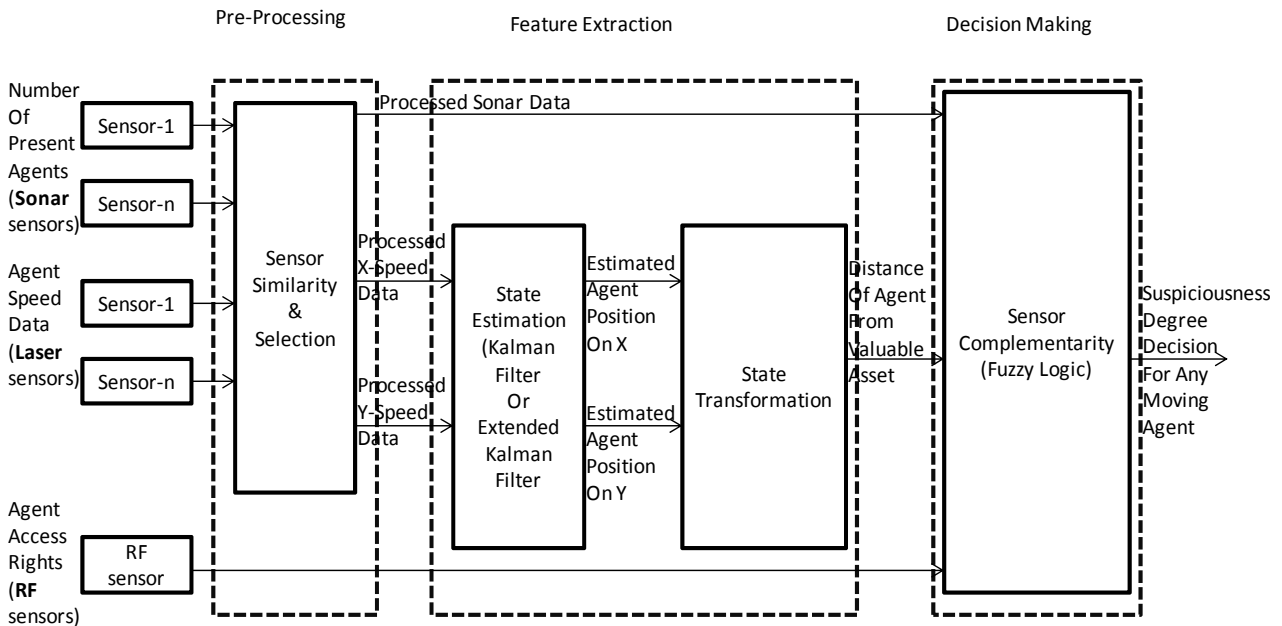 Pre-Processing
Feature Extraction
Decision Making
Number
Of
Present
Agents
(Sonar
sensors)
Sensor-1
Sensor-n
Agent
Speed
Data
(Laser
sensors)
Sensor-1
Sensor-n
Agent
Access
Rights
(RF
sensors)
RF
sensor
Sensor
Similarity
&
Selection
Processed Sonar Data
Processed
X-Speed
Data
Processed
Y-Speed
Data
State
Estimation
(Kalman
Filter
Or
Extended
Kalman
Filter
Estimated
Agent
Position
On X
Estimated
Agent
Position
On Y
State
Transformation
Distance
Of Agent
From
Valuable
Asset
Sensor
Complementarity
(Fuzzy Logic)
Suspiciousness
Degree
Decision
For Any
Moving
Agent